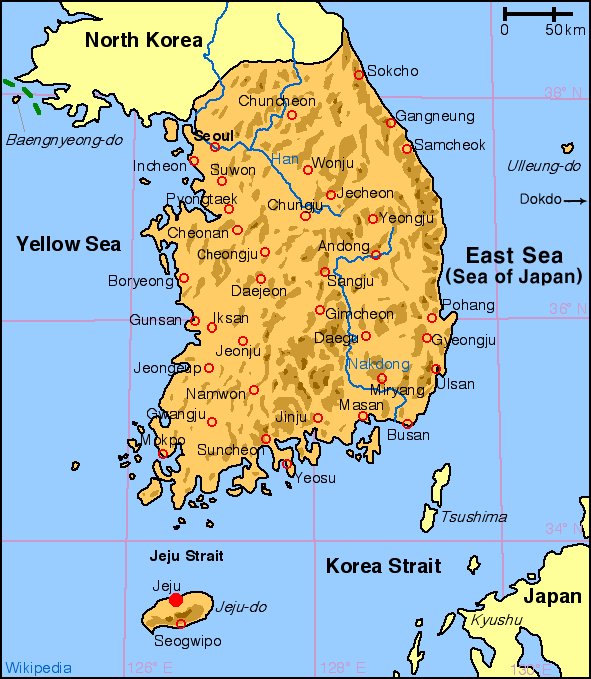 0 50km
North Korea
Sokcho
38° N
Chuncheon
Gangneung
Baengnyeong-do
Seoul
Samcheok
Han
Incheon
Suwon
Wonju
Ulleung-do
Pyongtaek
Jecheon
Dokdo
Chungju
Yeongju
Cheonan
Yellow Sea
Andong
East Sea
Cheongju
(Sea of Japan)
Boryeong
Sangju
Daejeon
Pohang
36° N
Gunsan
Iksan
Gimcheon
Daegu
Gyeongju
Jeonju
Jeongeup
Nakdong
Ulsan
Namwon
Miryang
Gwangju
Masan
Jinju
Busan
Mokpo
Suncheon
Yeosu
Tsushima
34° N
Jeju Strait
Korea Strait
Jeju
Japan
Jeju-do
Kyushu
Seogwipo
Wikipedia
126° E
128° E
130° E